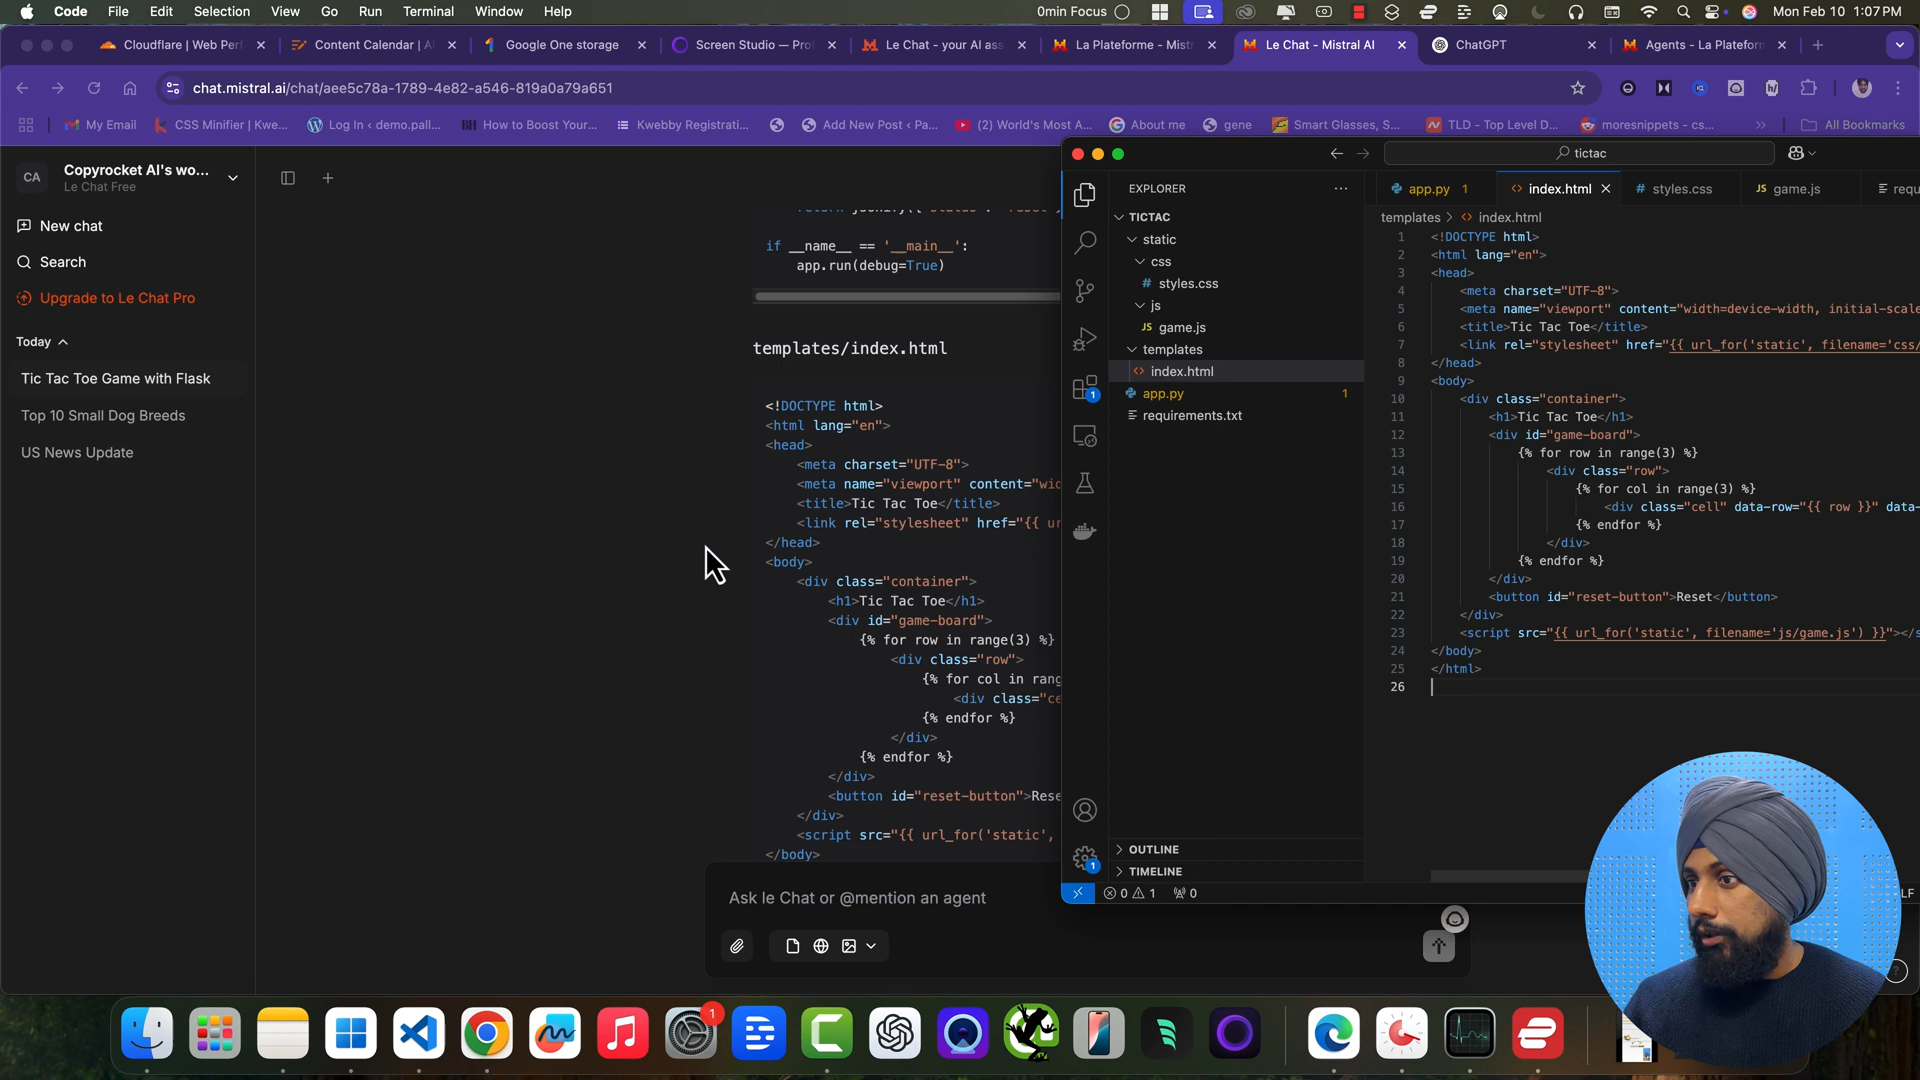 Code File Edit Selection View Go Run Terminal Window Help 0min Focus Mon Feb 10 1:07 PM
Cloudflare | Web Per Content Calendar | A Google One storage Screen Studio — Pro Le Chat - your AI ass La Plateforme - Mistr Le Chat - Mistral AI ChatGPT Agents - La Platefor
chat.mistral.ai/chat/aee5c78a-1789-4e82-a546-819a0a79a651
My Email CSS Minifier | Kwe... Log In ‹ demo.pall... How to Boost Your... Kwebby Registrati... Add New Post ‹ Pa... (2) World's Most A... About me gene Smart Glasses, S... TLD - Top Level D... moresnippets - cs... » All Bookmarks
CA
Copyrocket AI's wo...
Le Chat Free
New chat
Search
Upgrade to Le Chat Pro
Today
Tic Tac Toe Game with Flask
Top 10 Small Dog Breeds
US News Update
if __name__ == '__main__':
app.run(debug=True)
templates/index.html
<!DOCTYPE html>
<html lang="en">
<head>
<meta charset="UTF-8">
<meta name="viewport" content="wid
<title>Tic Tac Toe</title>
<link rel="stylesheet" href="{{ ur
</head>
<body>
<div class="container">
<h1>Tic Tac Toe</h1>
<div id="game-board">
{% for row in range(3) %}
<div class="row">
{% for col in rang
<div class="ce
{% endfor %}
</div>
{% endfor %}
</div>
<button id="reset-button">Rese
</div>
<script src="{{ url_for('static',
</body>
Ask le Chat or @mention an agent
tictac
EXPLORER
TICTAC
static
css
# styles.css
js
JS game.js
templates
<> index.html
app.py 1
requirements.txt
OUTLINE
TIMELINE
0 1 0
app.py 1 <> index.html # styles.css JS game.js requ
templates > <> index.html
1 <!DOCTYPE html>
2 <html lang="en">
3 <head>
4 <meta charset="UTF-8">
5 <meta name="viewport" content="width=device-width, initial-scale
6 <title>Tic Tac Toe</title>
7 <link rel="stylesheet" href="{{ url_for('static', filename='css/
8 </head>
9 <body>
10 <div class="container">
11 <h1>Tic Tac Toe</h1>
12 <div id="game-board">
13 {% for row in range(3) %}
14 <div class="row">
15 {% for col in range(3) %}
16 <div class="cell" data-row="{{ row }}" data-
17 {% endfor %}
18 </div>
19 {% endfor %}
20 </div>
21 <button id="reset-button">Reset</button>
22 </div>
23 <script src="{{ url_for('static', filename='js/game.js') }}"></s
24 </body>
25 </html>
26
LF
1
1
1